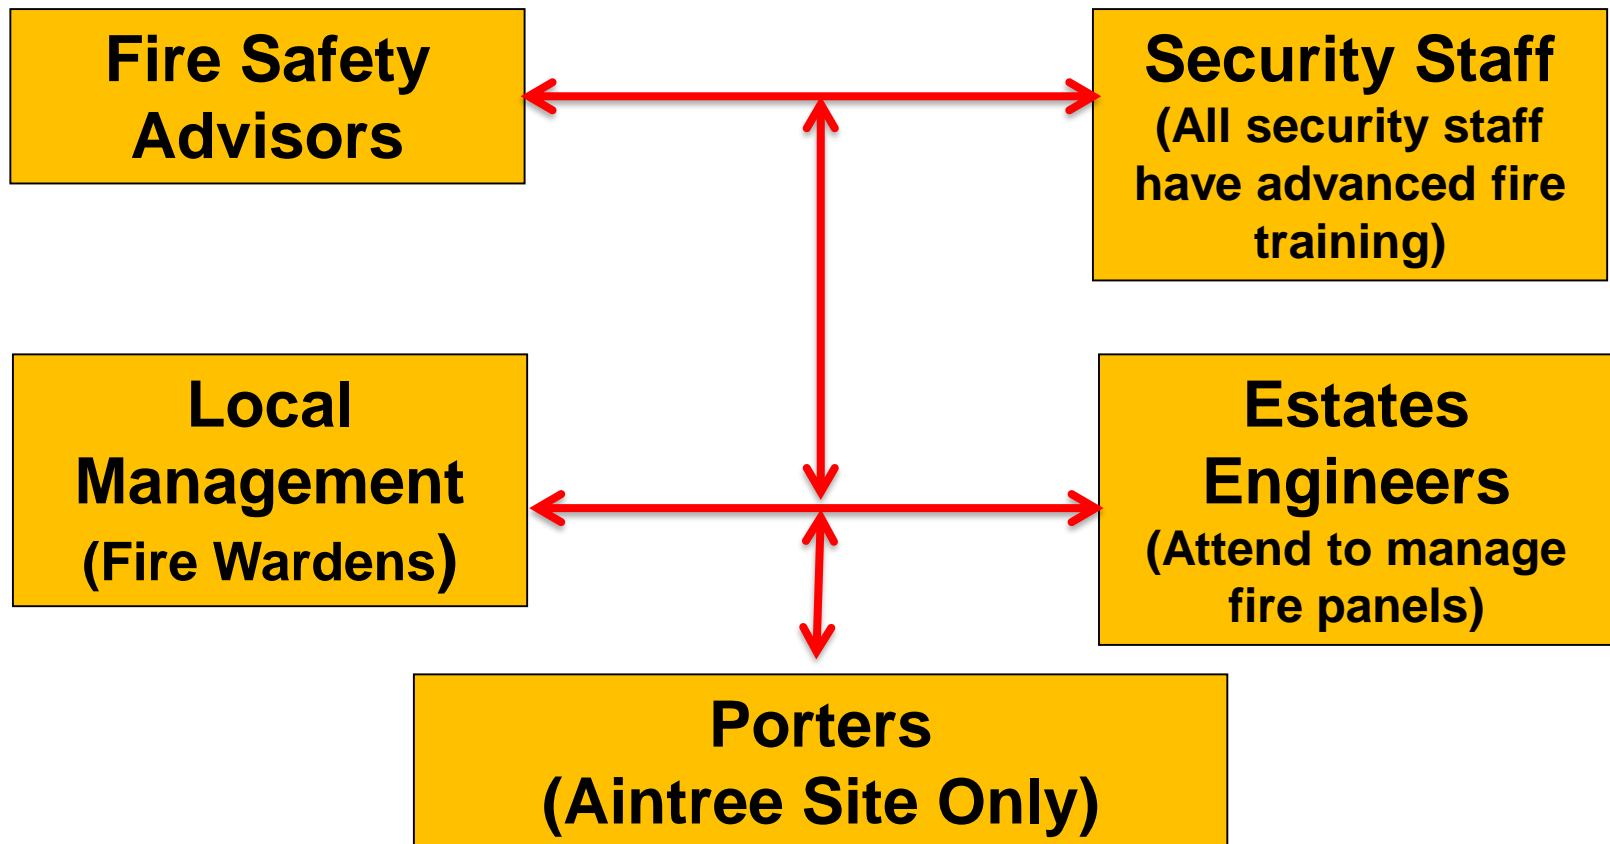 Fire Safety
Advisors
Security Staff
(All security staff
have advanced fire
training)
Local
Management
(Fire Wardens)
Estates
Engineers
(Attend to manage
fire panels)
Porters
(Aintree Site Only)